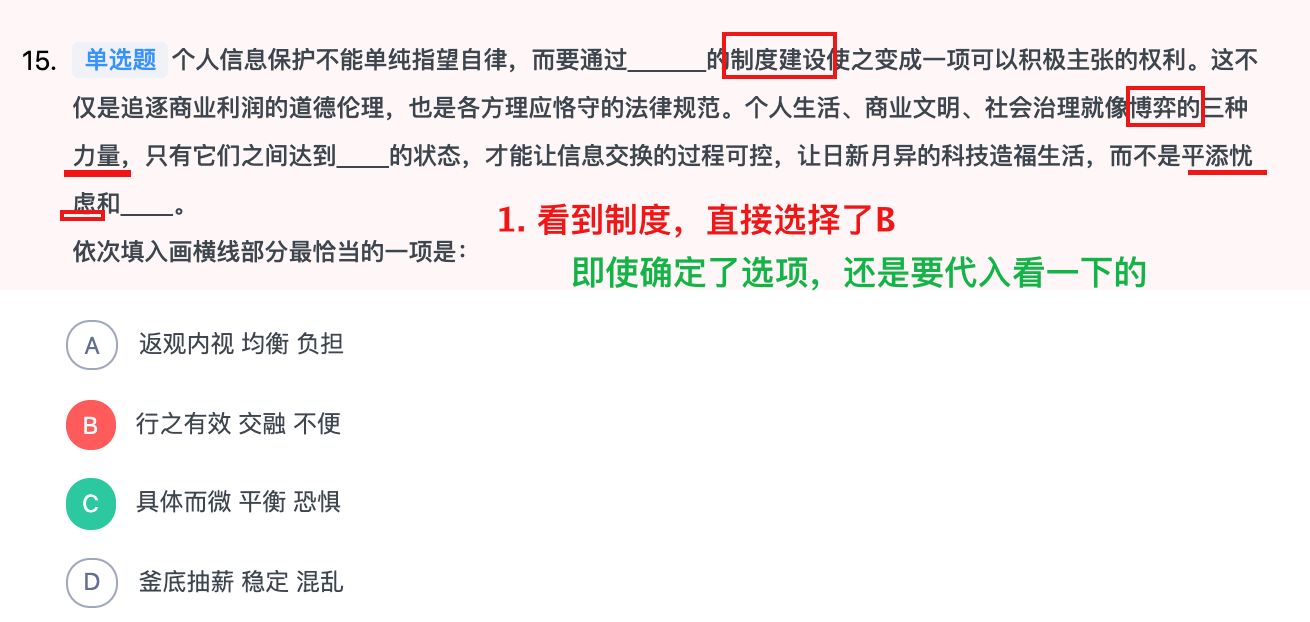 15. 单选题 个人信息保护不能单纯指望自律，而要通过______的制度建设使之变成一项可以积极主张的权利。这不
仅是追逐商业利润的道德伦理，也是各方理应恪守的法律规范。个人生活、商业文明、社会治理就像博弈的三种
力量，只有它们之间达到____的状态，才能让信息交换的过程可控，让日新月异的科技造福生活，而不是平添忧
虑和____。
1. 看到制度，直接选择了B
依次填入画横线部分最恰当的一项是：
即使确定了选项，还是要代入看一下的
A 返观内视 均衡 负担
B 行之有效 交融 不便
C 具体而微 平衡 恐惧
D 釜底抽薪 稳定 混乱